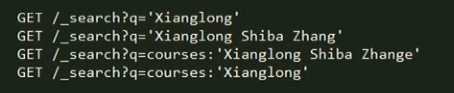 GET /_search?q='Xianglong'
GET /_search?q='Xianglong Shiba Zhang'
GET /_search?q=courses:'Xianglong Shiba Zhange'
GET /_search?q=courses:'Xianglong'